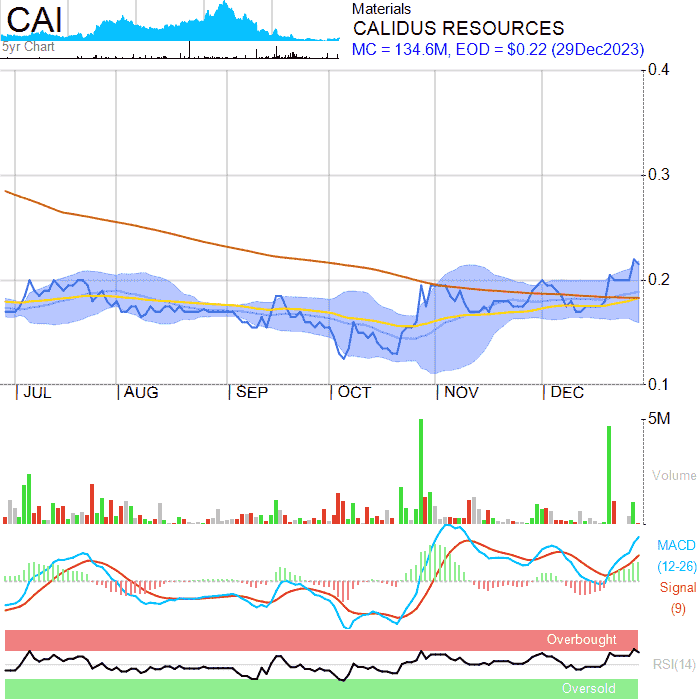 CAI
5yr Chart
Materials
CALIDUS RESOURCES
MC = 134.6M, EOD = $0.22 (29Dec2023)
0.4
0.3
0.2
0.1
JUL AUG SEP OCT NOV DEC
5M
Volume
MACD
(12-26)
Signal
(9)
Overbought
RSI(14)
Oversold